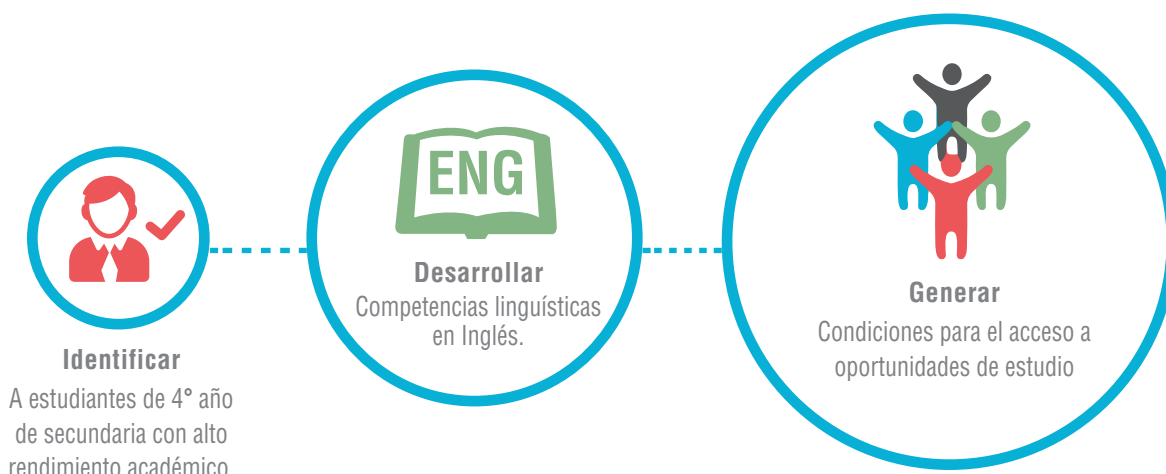 Identificar
A estudiantes de 4° año
de secundaria con alto
rendimiento académico
ENG
Desarrollar
Competencias linguísticas
en Inglés.
Generar
Condiciones para el acceso a
oportunidades de estudio